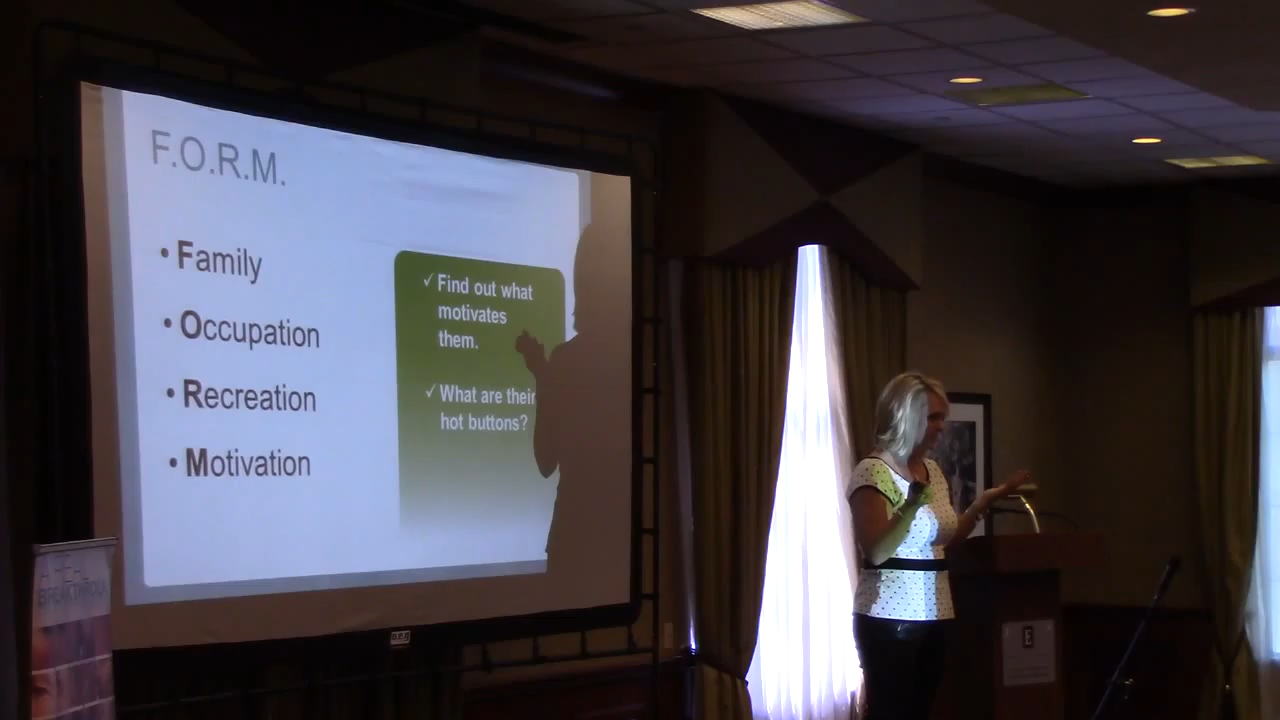 F.O.R.M.
• Family
• Occupation
• Recreation
• Motivation
✓ Find out what
motivates
them.
✓ What are their
hot buttons?
BREAKTHROUGH
E